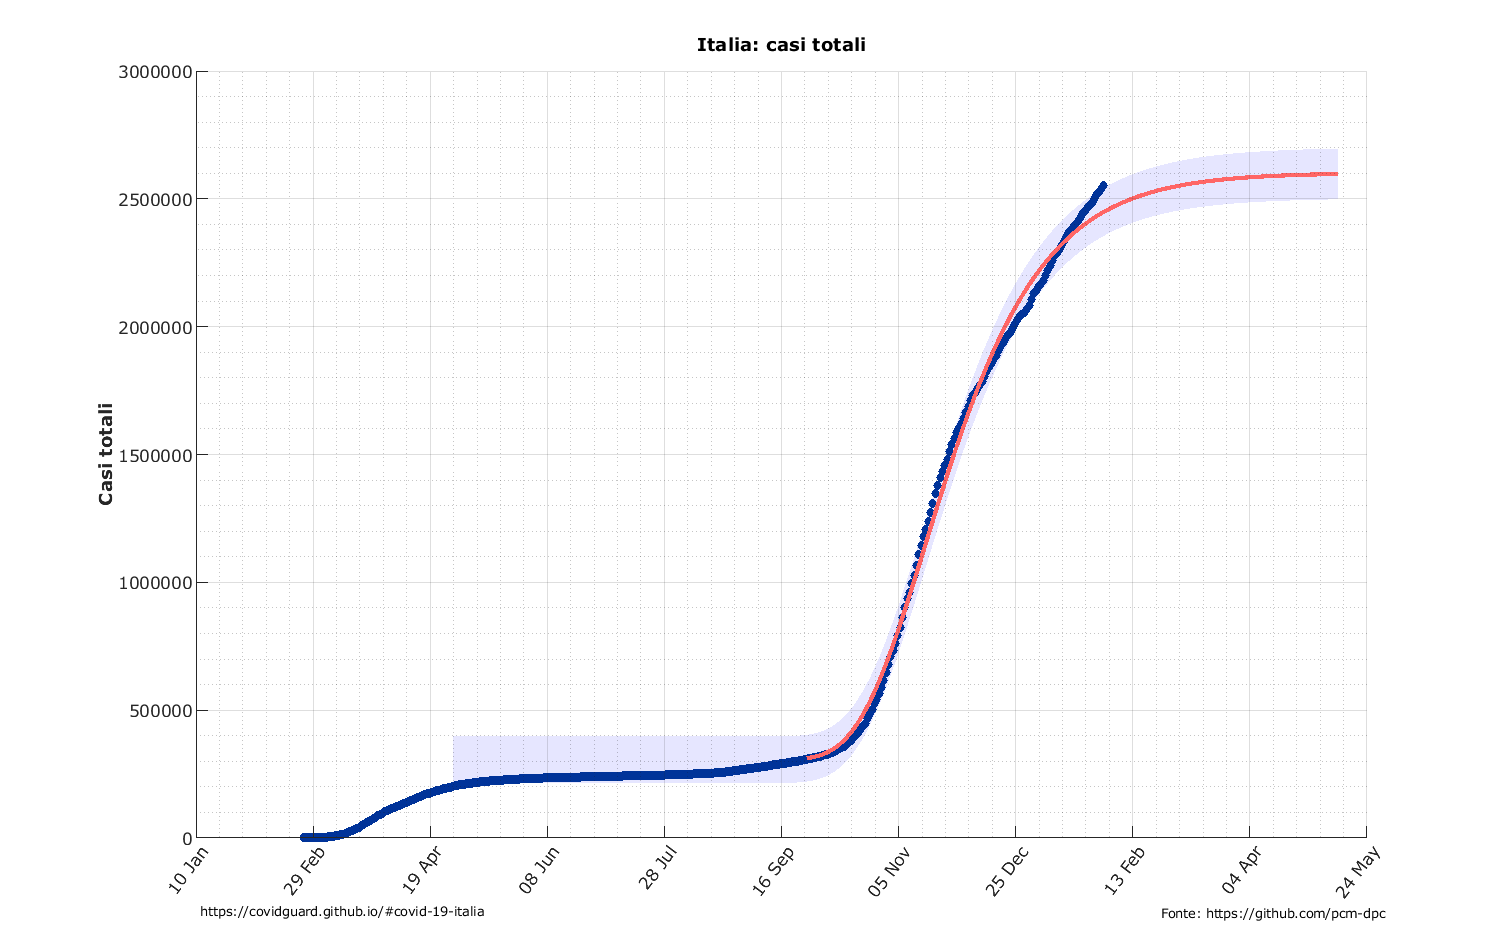 Italia: casi totali
3000000
2500000
2000000
1500000
1000000
500000
0
Casi totali
10 Jan
29 Feb
19 Apr
08 Jun
28 Jul
16 Sep
05 Nov
25 Dec
13 Feb
04 Apr
24 May
https://covidguard.github.io/#covid-19-italia
Fonte: https://github.com/pcm-dpc